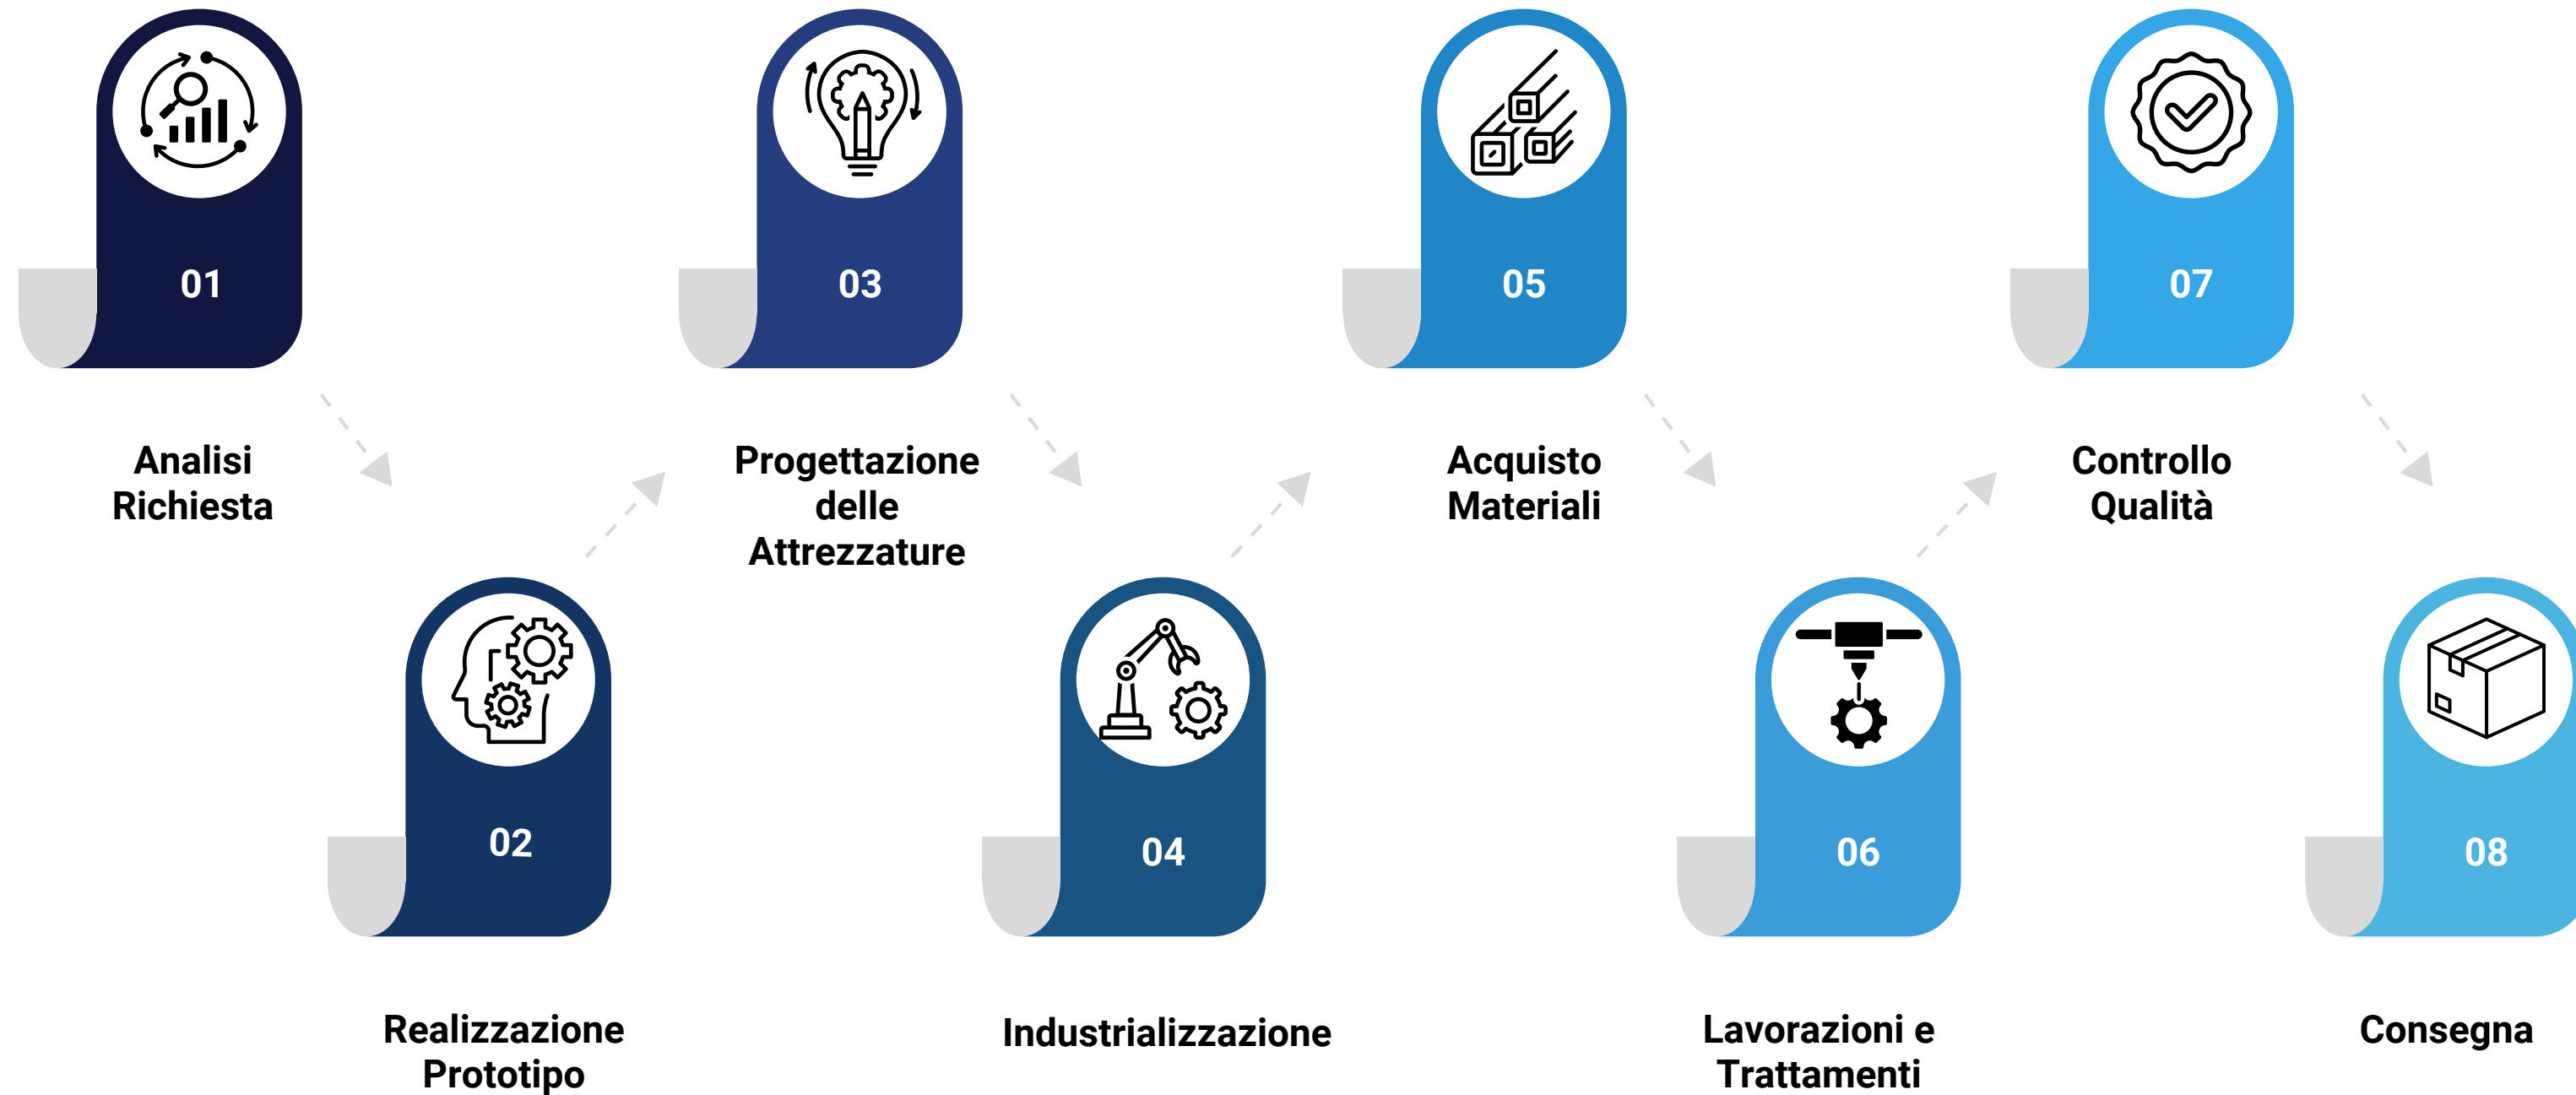 01
Analisi
Richiesta
02
Realizzazione
Prototipo
03
Progettazione
delle
Attrezzature
04
Industrializzazione
05
Acquisto
Materiali
06
Lavorazioni e
Trattamenti
07
Controllo
Qualità
08
Consegna